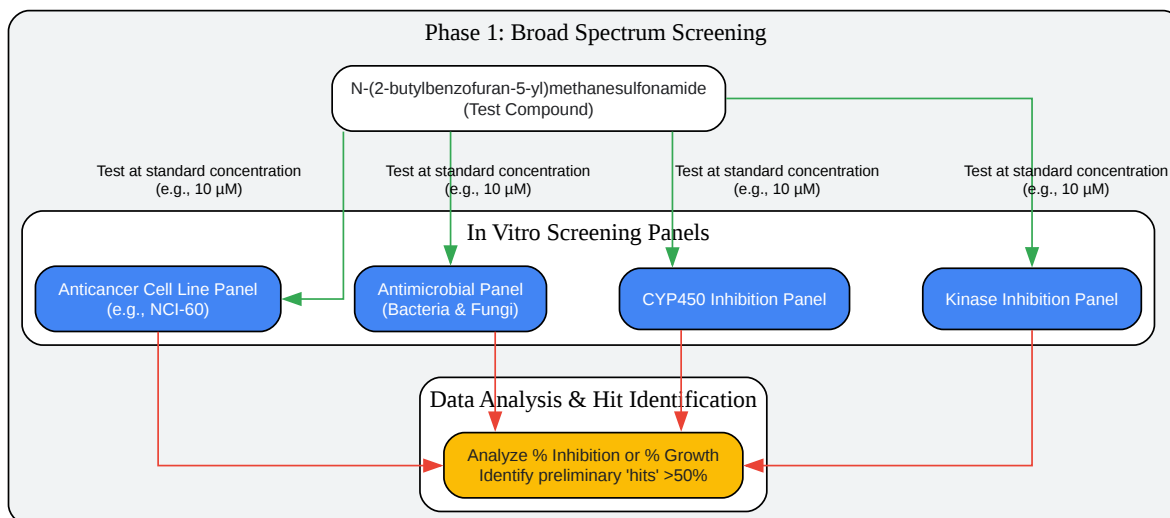 Phase 1: Broad Spectrum Screening
N-(2-butylbenzofuran-5-yl)methanesulfonamide
(Test Compound)
Test at standard concentration
(e.g., 10 µM)
Test at standard concentration
(e.g., 10 µM)
Test at standard concentration
(e.g., 10 µM)
Test at standard concentration
(e.g., 10 µM)
In Vitro Screening Panels
Anticancer Cell Line Panel
(e.g., NCI-60)
Antimicrobial Panel
(Bacteria & Fungi)
CYP450 Inhibition Panel
Kinase Inhibition Panel
Data Analysis & Hit Identification
Analyze % Inhibition or % Growth
Identify preliminary 'hits' >50%